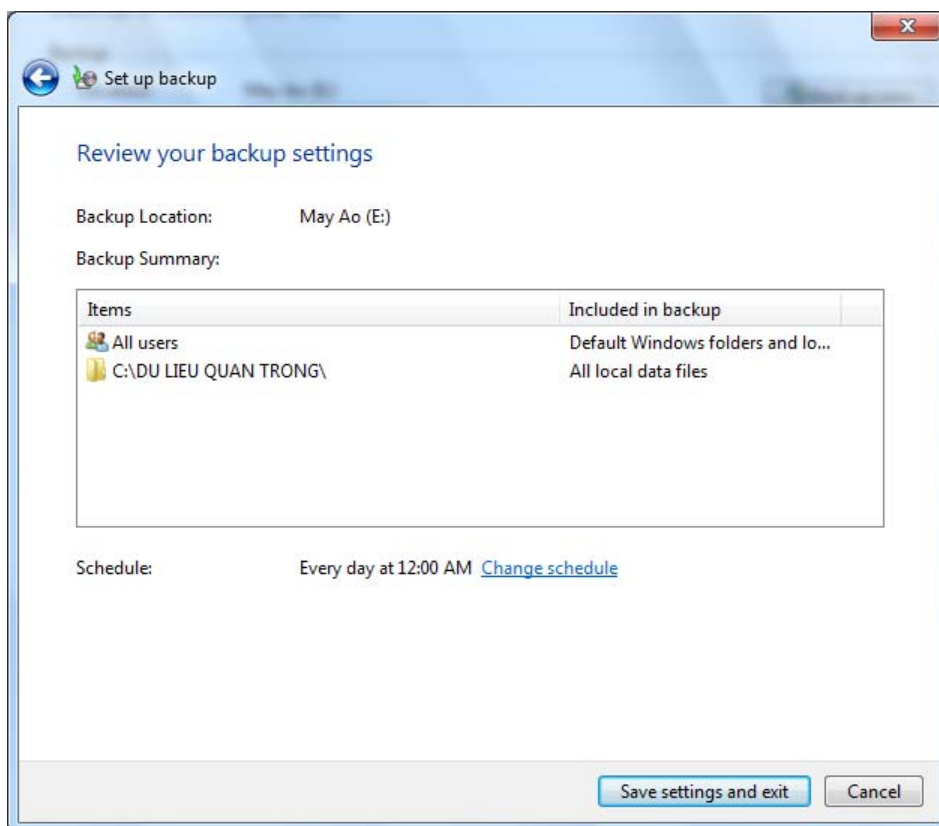 Set up backup
Review your backup settings
Backup Location: May Ao (E:)
Backup Summary:
Items Included in backup
All users Default Windows folders and lo...
C:\DU LIEU QUAN TRONG\ All local data files
Schedule: Every day at 12:00 AM Change schedule
Save settings and exit Cancel